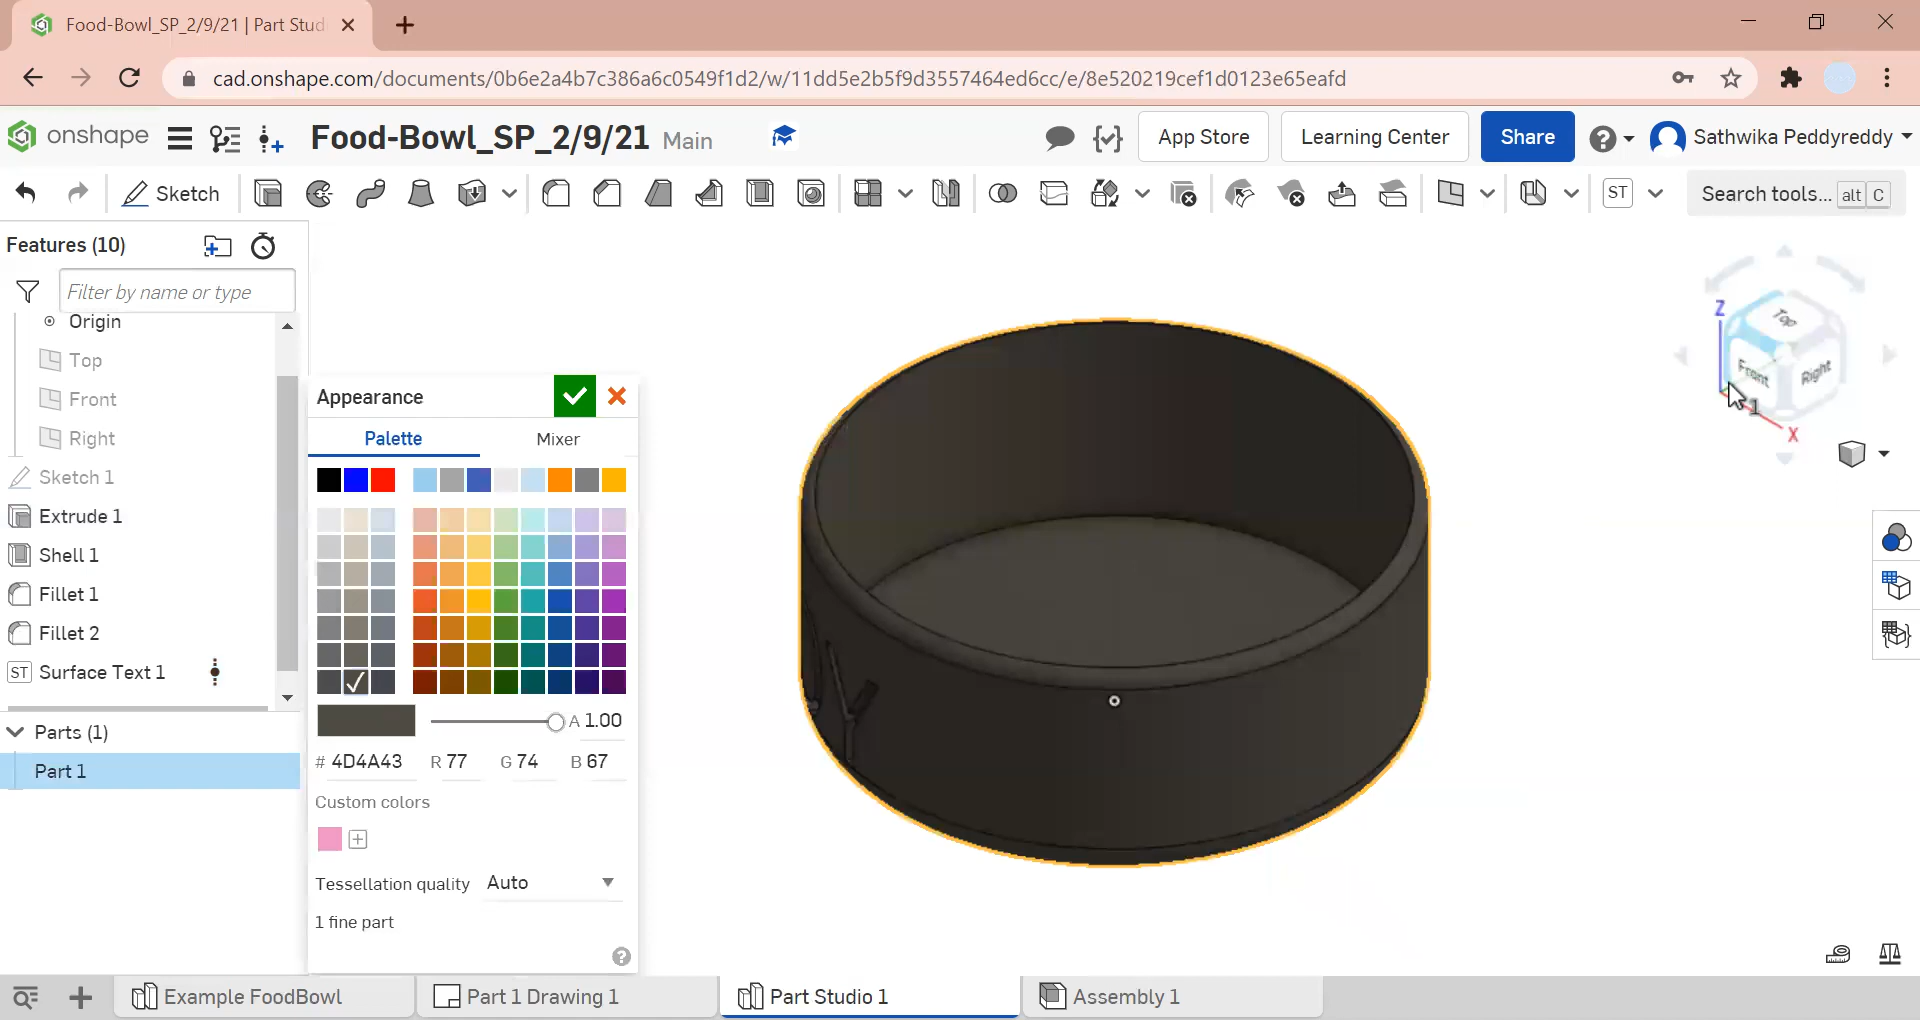 Food-Bowl_SP_2/9/21 | Part Studi
cad.onshape.com/documents/0b6e2a4b7c386a6c0549f1d2/w/11dd5e2b5f9d3557464ed6cc/e/8e520219cef1d0123e65eafd
onshape Food-Bowl_SP_2/9/21 Main App Store Learning Center Share Sathwika Peddyreddy
Sketch ST Search tools... alt C
Features (10)
Filter by name or type
Origin
Top
Front
Right
Sketch 1
Extrude 1
Shell 1
Fillet 1
Fillet 2
ST Surface Text 1
Parts (1)
Part 1
Appearance
Palette Mixer
A 1.00
# 4D4A43 R 77 G 74 B 67
Custom colors
Tessellation quality Auto
1 fine part
Y
Z
Top
Front Right
1
X
Example FoodBowl Part 1 Drawing 1 Part Studio 1 Assembly 1